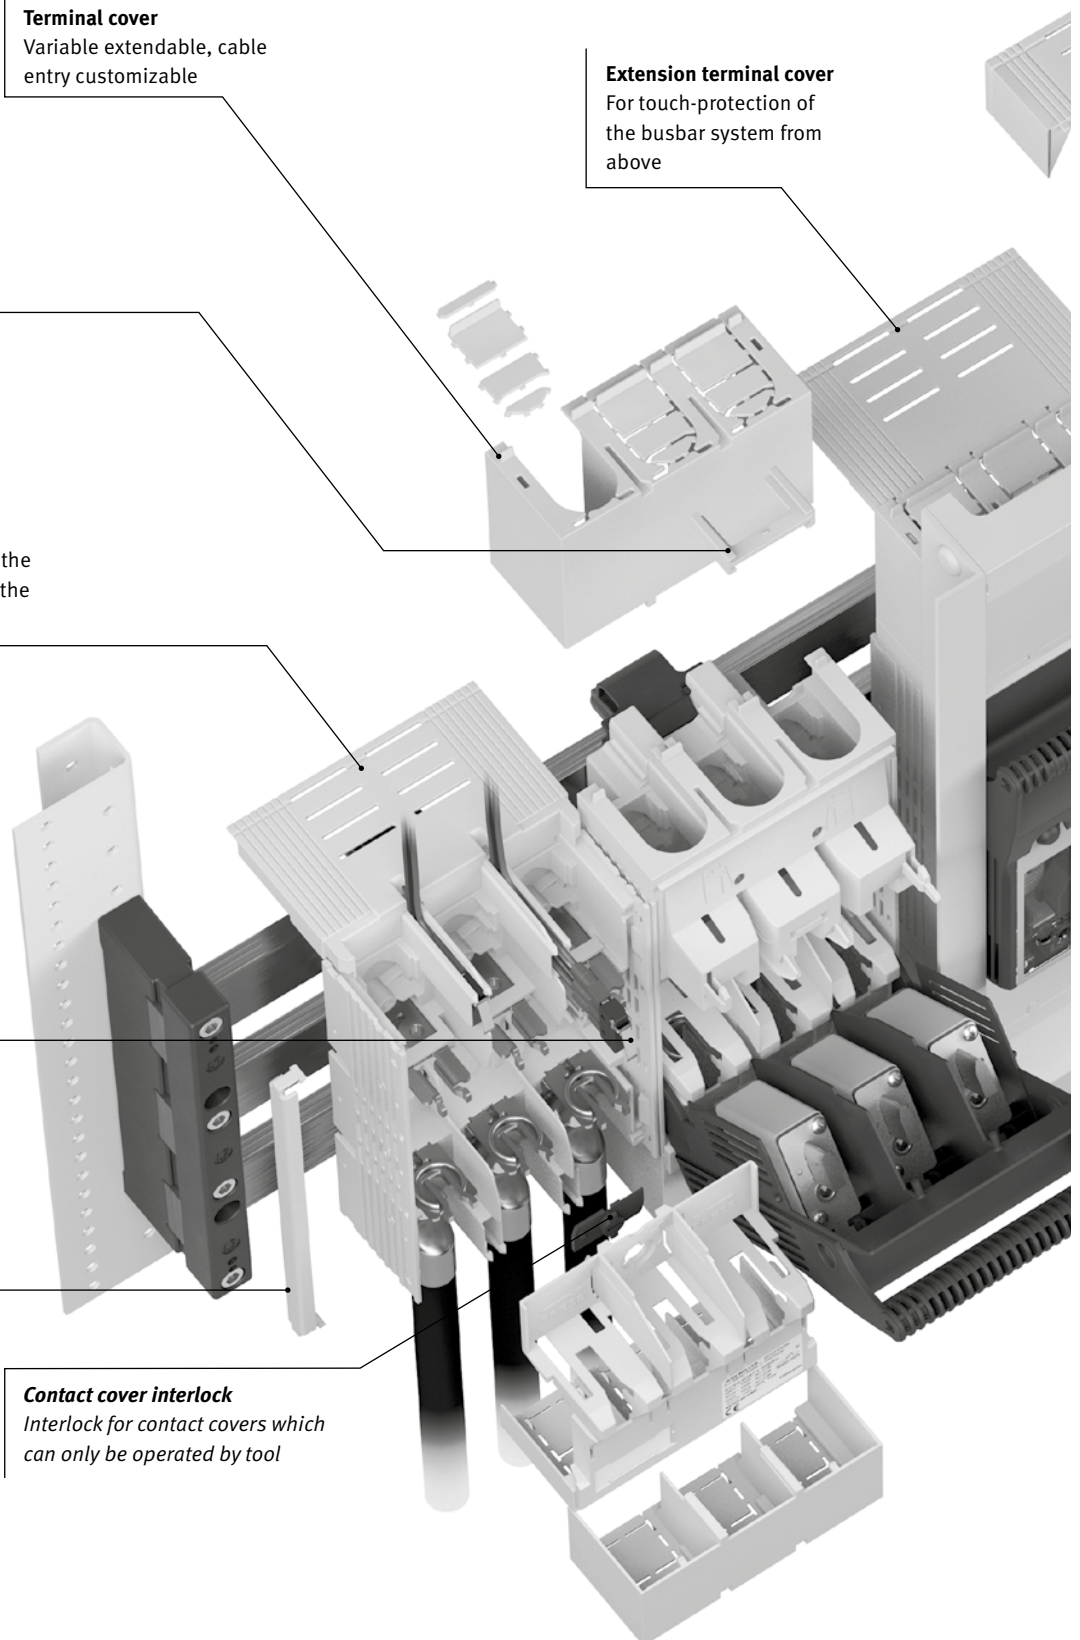 Terminal cover
Variable extendable, cable
entry customizable
Extension terminal cover
For touch-protection of
the busbar system from
above
the
the
Contact cover interlock
Interlock for contact covers which
can only be operated by tool